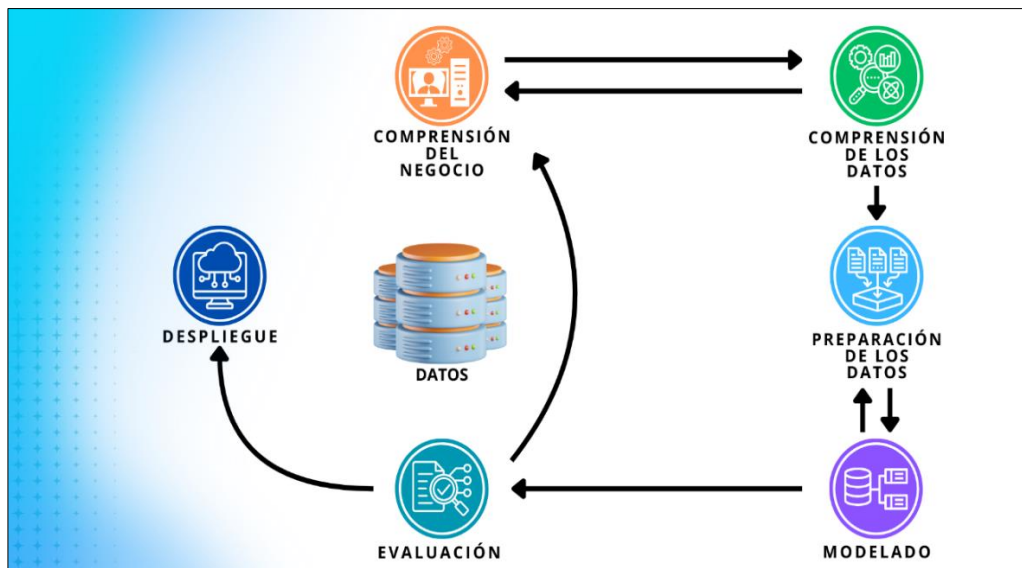 COMPRENSIÓN
DEL
NEGOCIO
COMPRENSIÓN
DE LOS
DATOS
DESPLIEGUE
DATOS
PREPARACIÓN
DE LOS
DATOS
EVALUACIÓN
MODELADO